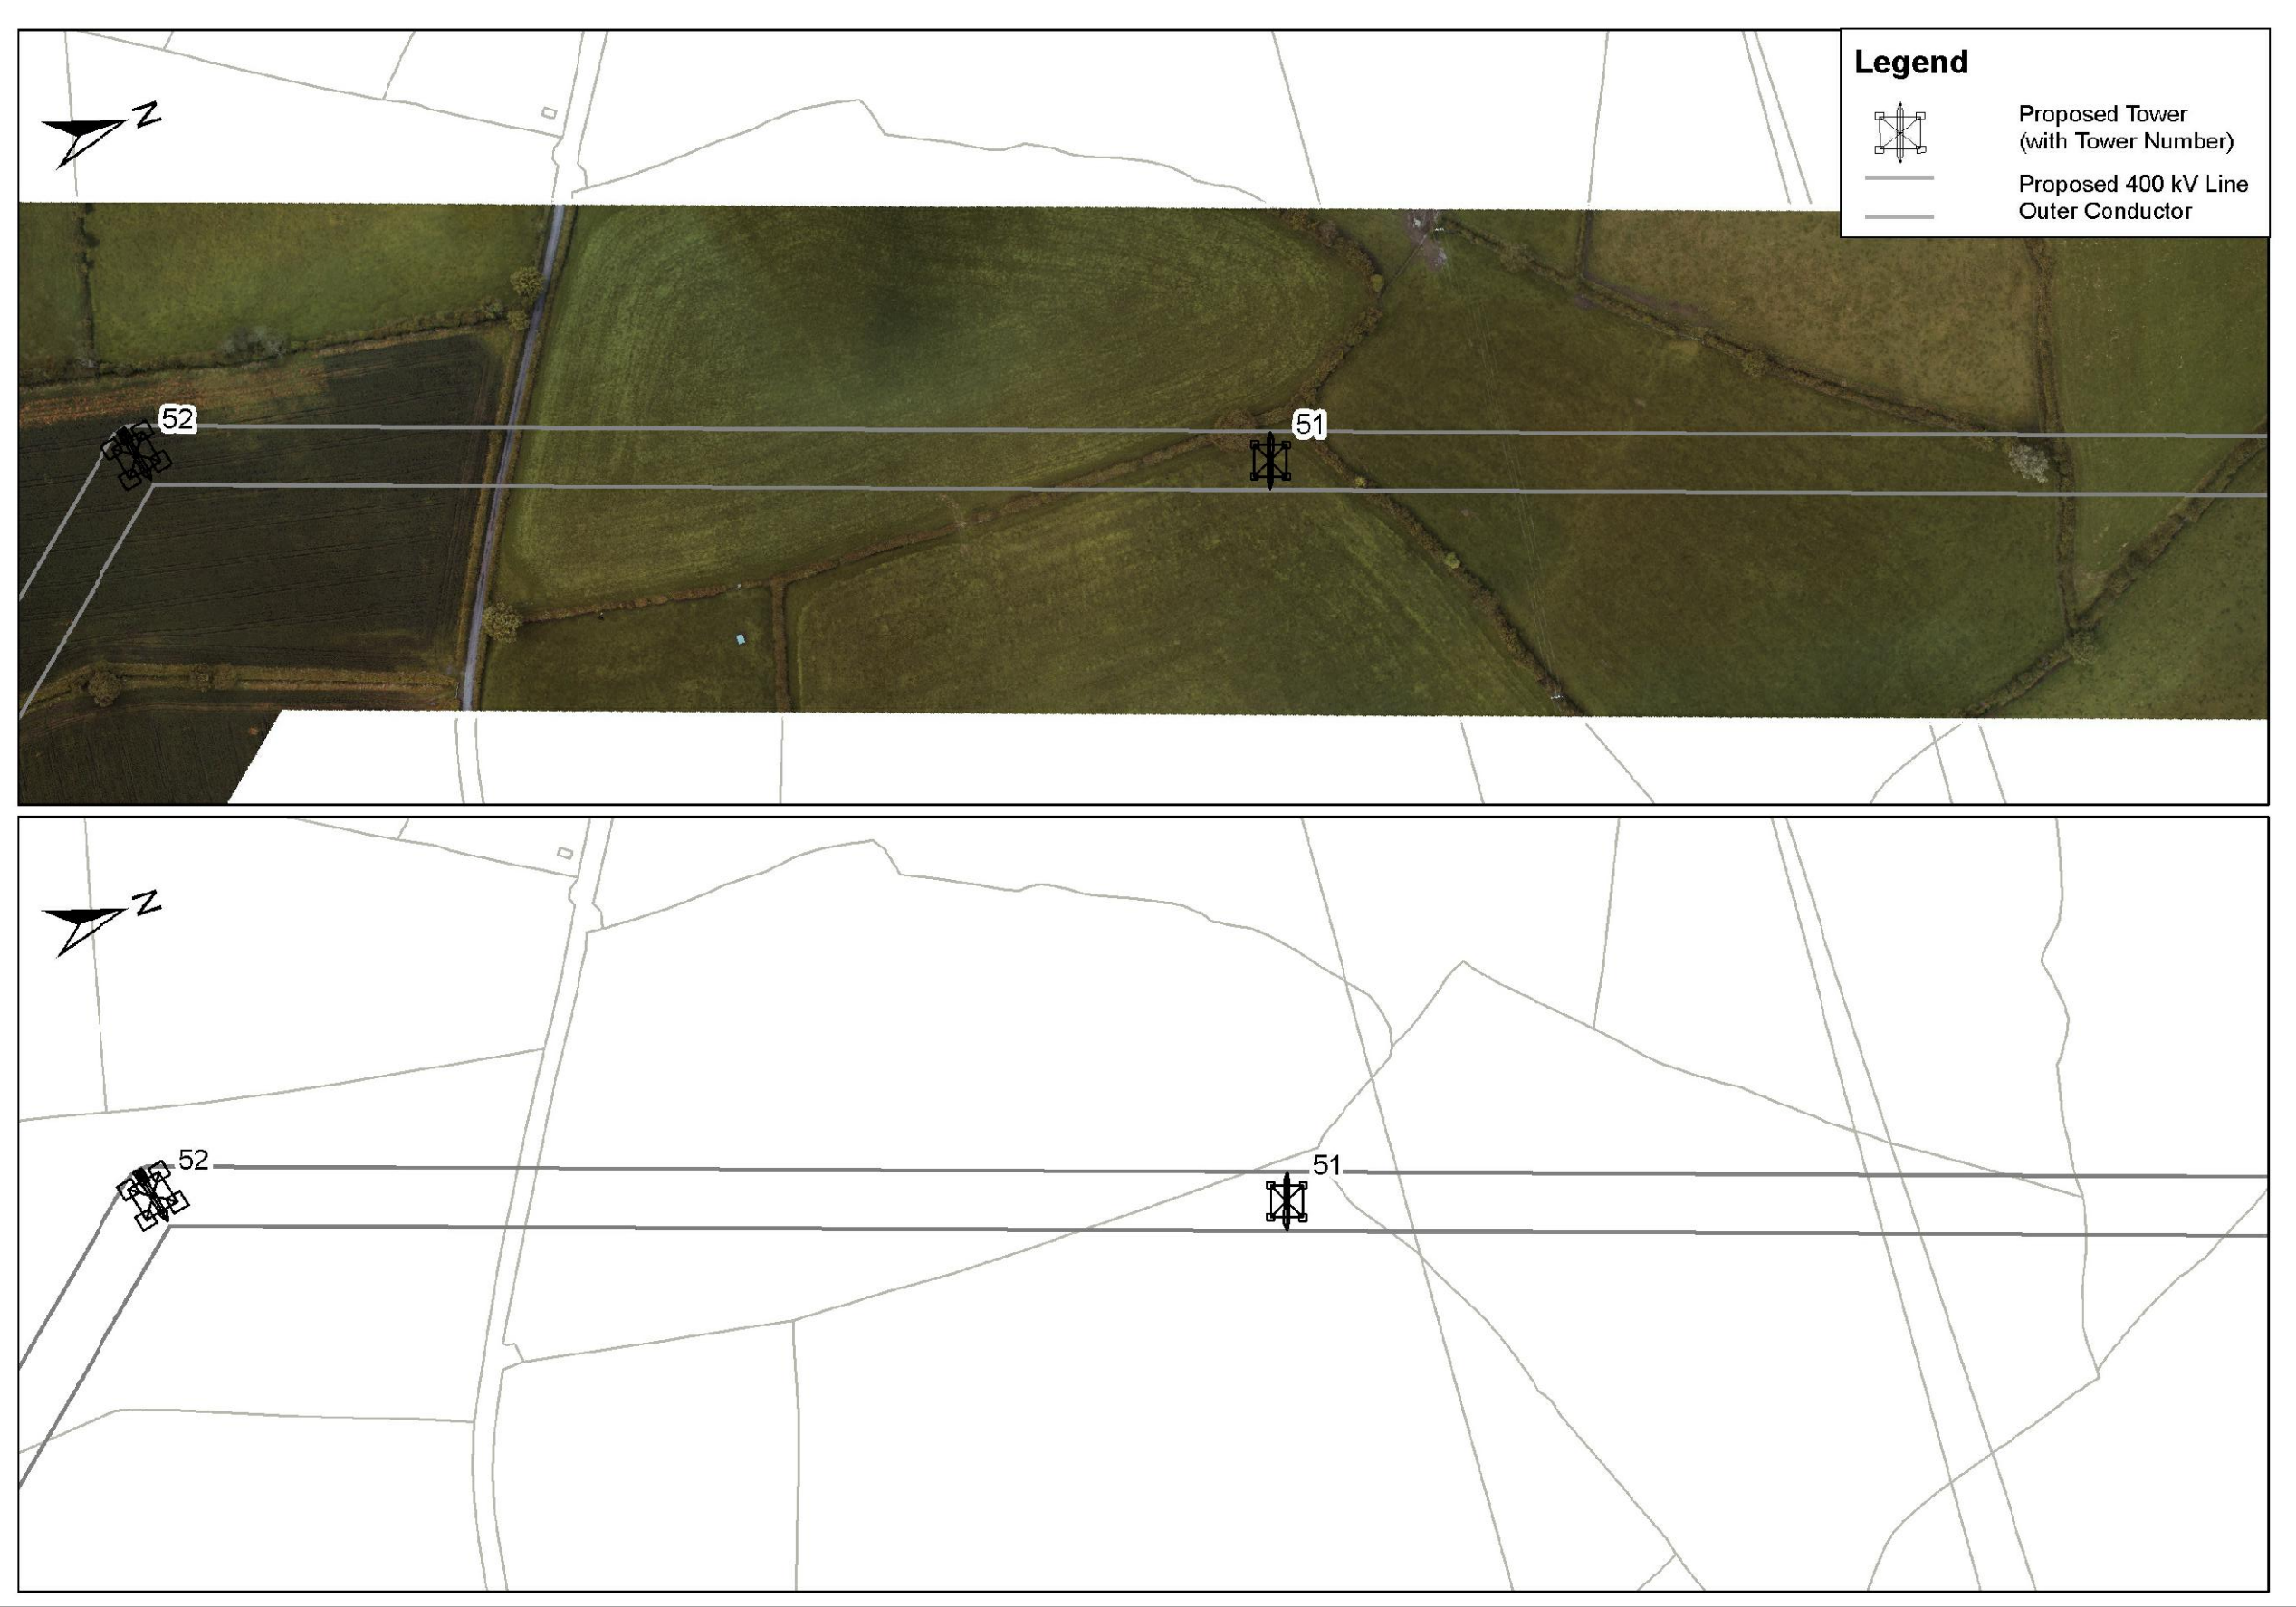 Legend
Proposed Tower
(with Tower Number)
Proposed 400 kV Line
Outer Conductor
N
52
51
N
52
51